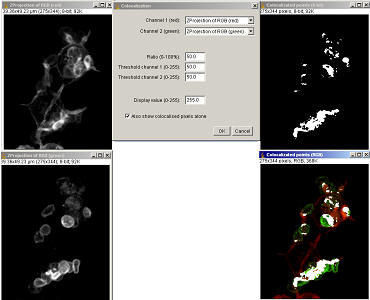 ZProjection of RGB (red)
39.36x49.23 µm (275x344); 8-bit; 92K
Colocalization
Channel 1 (red): ZProjection of RGB (red)
Channel 2 (green): ZProjection of RGB (green)
Ratio (0-100%): 50.0
Threshold channel 1 (0-255): 50.0
Threshold channel 2 (0-255): 50.0
Display value (0-255): 255.0
Also show colocalised pixels alone
OK Cancel
Colocalizated points (8-bit)
275x344 pixels; 8-bit; 92K
ZProjection of RGB (green)
39.36x49.23 µm (275x344); 8-bit; 92K
Colocalizated points (RGB)
275x344 pixels; RGB; 368K